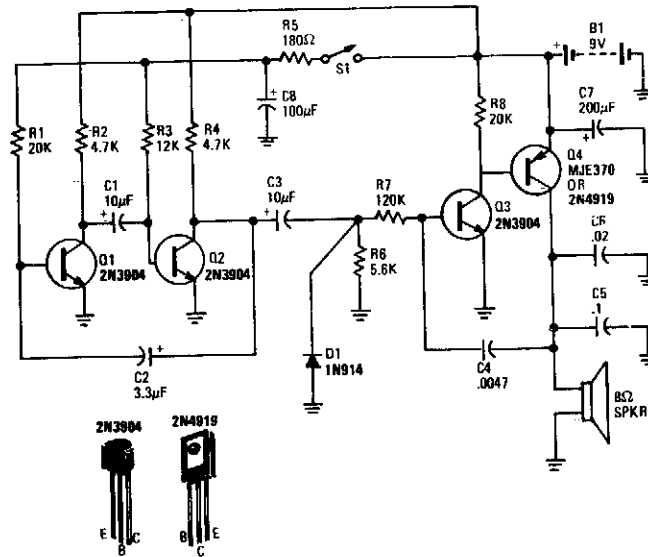 R5
180Ω
S1
B1
9V
+
C8
100µF
+
R1
20K
R2
4.7K
R3
12K
R4
4.7K
R8
20K
C7
200µF
+
Q4
MJE370
OR
2N4919
C1
10µF
+
C3
10µF
+
R7
120K
Q3
2N3904
Q1
2N3904
Q2
2N3904
R6
5.6K
C6
.02
C5
.1
D1
1N914
C4
.0047
C2
3.3µF
+
8Ω
SPKR
2N3904
2N4919
E
B
C
B
C
E